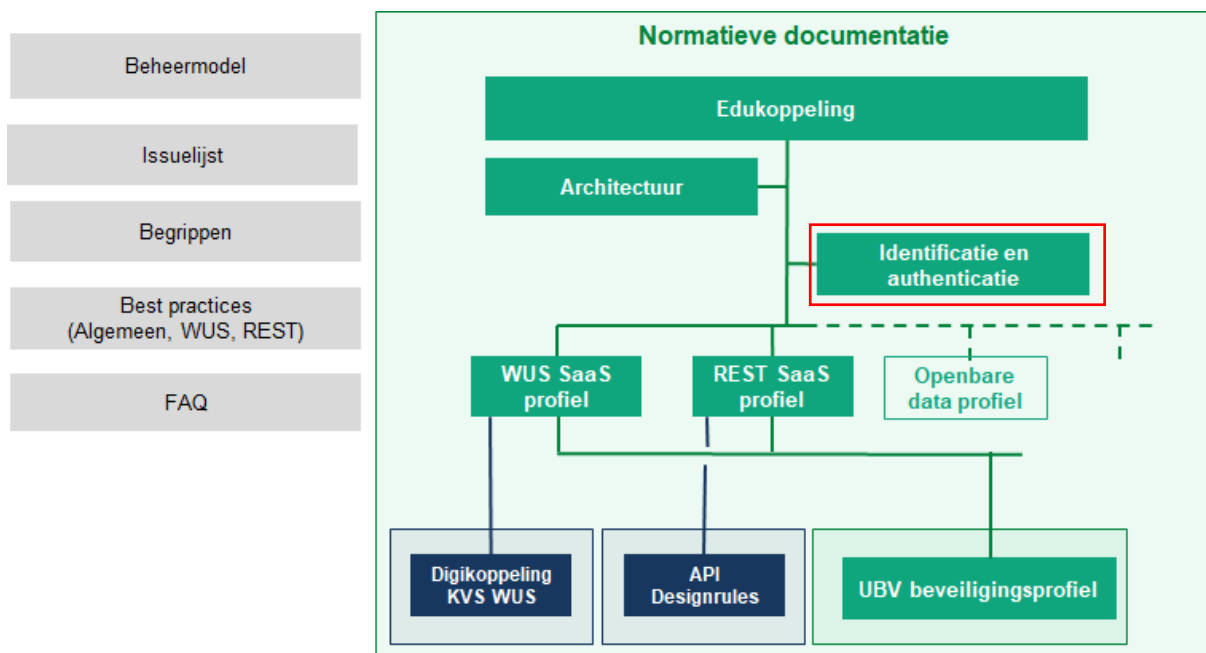 Beheermodel
Issuelijst
Begrippen
Best practices
(Algemeen, WUS, REST)
FAQ
Normatieve documentatie
Edukoppeling
Architectuur
Identificatie en
authenticatie
WUS SaaS
profiel
REST SaaS
profiel
Openbare
data profiel
Digikoppeling
KVS WUS
API
Designrules
UBV beveiligingsprofiel